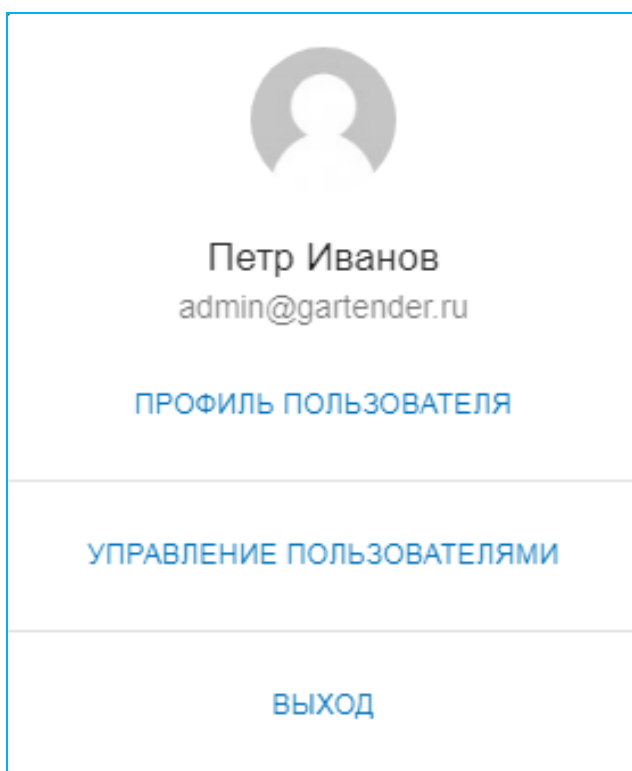 Петр Иванов
admin@gartender.ru
ПРОФИЛЬ ПОЛЬЗОВАТЕЛЯ
УПРАВЛЕНИЕ ПОЛЬЗОВАТЕЛЯМИ
ВЫХОД